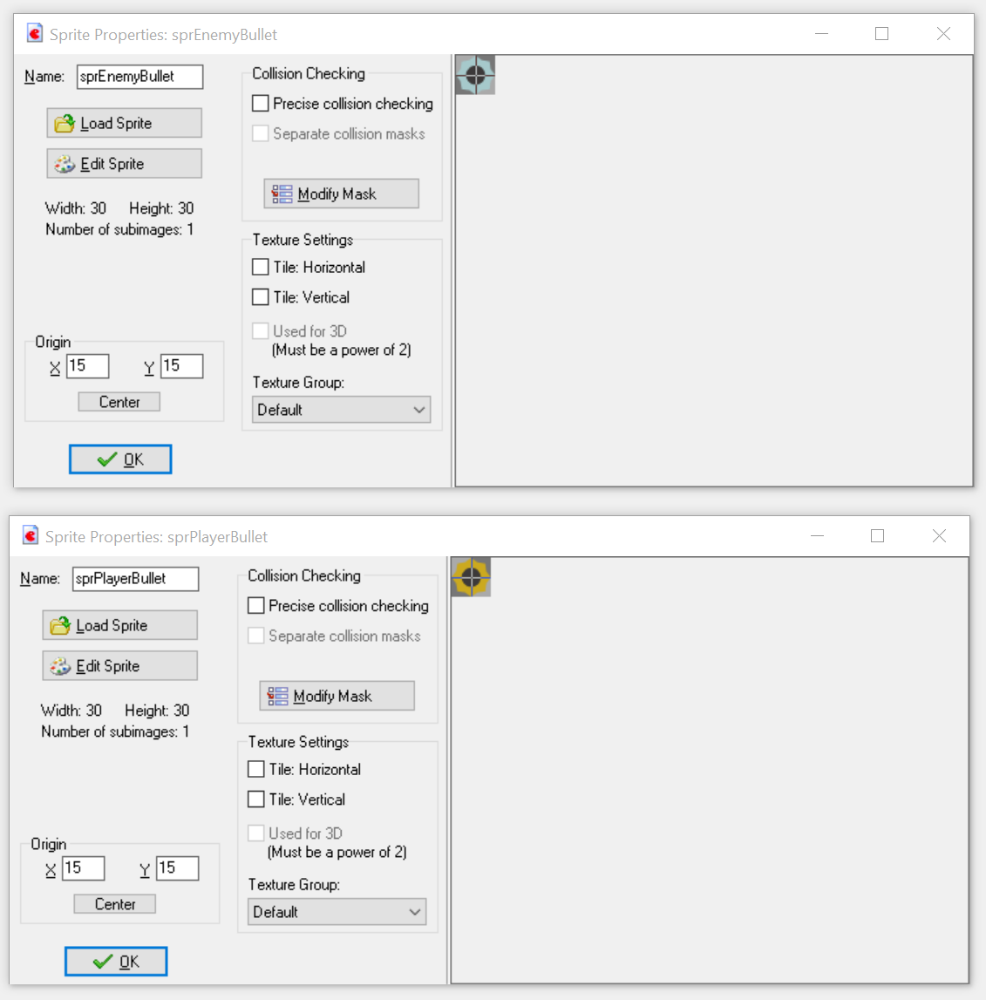 Sprite Properties: sprEnemyBullet
Name: sprEnemyBullet
Load Sprite
Edit Sprite
Width: 30 Height: 30
Number of subimages: 1
Origin
X 15 Y 15
Center
OK
Collision Checking
Precise collision checking
Separate collision masks
Modify Mask
Texture Settings
Tile: Horizontal
Tile: Vertical
Used for 3D
(Must be a power of 2)
Texture Group:
Default
Sprite Properties: sprPlayerBullet
Name: sprPlayerBullet
Load Sprite
Edit Sprite
Width: 30 Height: 30
Number of subimages: 1
Origin
X 15 Y 15
Center
OK
Collision Checking
Precise collision checking
Separate collision masks
Modify Mask
Texture Settings
Tile: Horizontal
Tile: Vertical
Used for 3D
(Must be a power of 2)
Texture Group:
Default